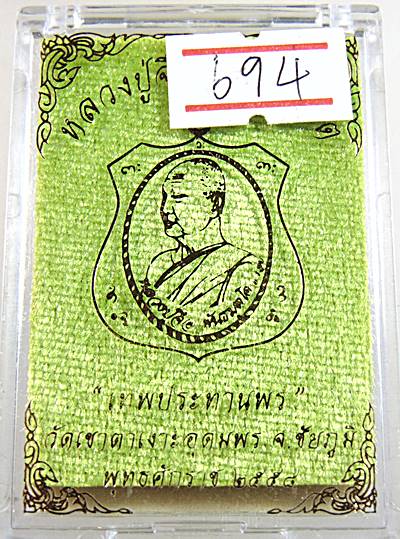 694
หลวงปู่
"เทพประทานพร"
วัดเขาตาเงาะอุดมพร จ.ชัยภูมิ
พุทธศักราช ๒๕๕๘